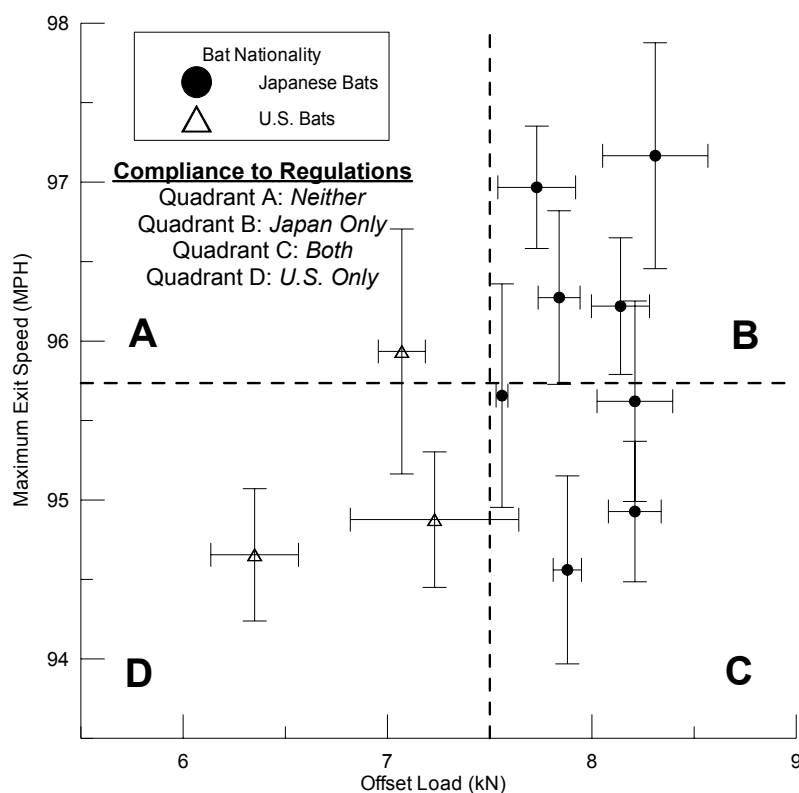 98
97
96
95
94
Maximum Exit Speed (MPH)
Bat Nationality
Japanese Bats
U.S. Bats
Compliance to Regulations
Quadrant A: Neither
Quadrant B: Japan Only
Quadrant C: Both
Quadrant D: U.S. Only
A
B
D
C
6
7
8
9
Offset Load (kN)